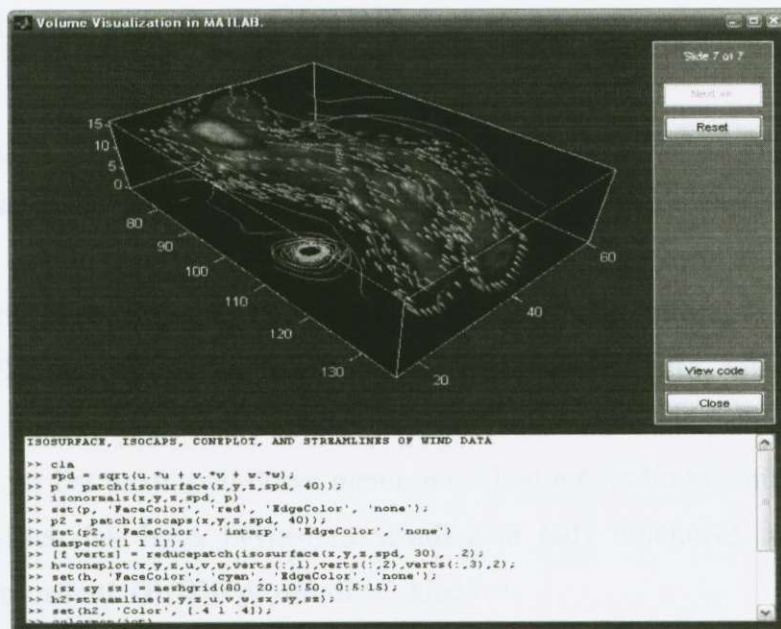 Volume Visualization in MATLAB.
Slide 7 of 7
Next >>
Reset
15
10
5
0
80
90
100
110
120
130
20
40
60
View code
Close
ISOSURFACE, ISOCAPS, CONEPLOT, AND STREAMLINES OF WIND DATA
>> cla
>> spd = sqrt(u.*u + v.*v + w.*w);
>> p = patch(isosurface(x,y,z,spd, 40));
>> isonormals(x,y,z,spd, p)
>> set(p, 'FaceColor', 'red', 'EdgeColor', 'none');
>> p2 = patch(isocaps(x,y,z,spd, 40));
>> set(p2, 'FaceColor', 'interp', 'EdgeColor', 'none')
>> daspect([1 1 1]);
>> [f verts] = reducepatch(isosurface(x,y,z,spd, 30), .2);
>> h=coneplot(x,y,z,u,v,w,verts(:,1),verts(:,2),verts(:,3),2);
>> set(h, 'FaceColor', 'cyan', 'EdgeColor', 'none');
>> [sx sy sz] = meshgrid(80, 20:10:50, 0:5:15);
>> h2=streamline(x,y,z,u,v,w,sx,sy,sz);
>> set(h2, 'Color', [.4 1 .4]);
>> colormap(jet)